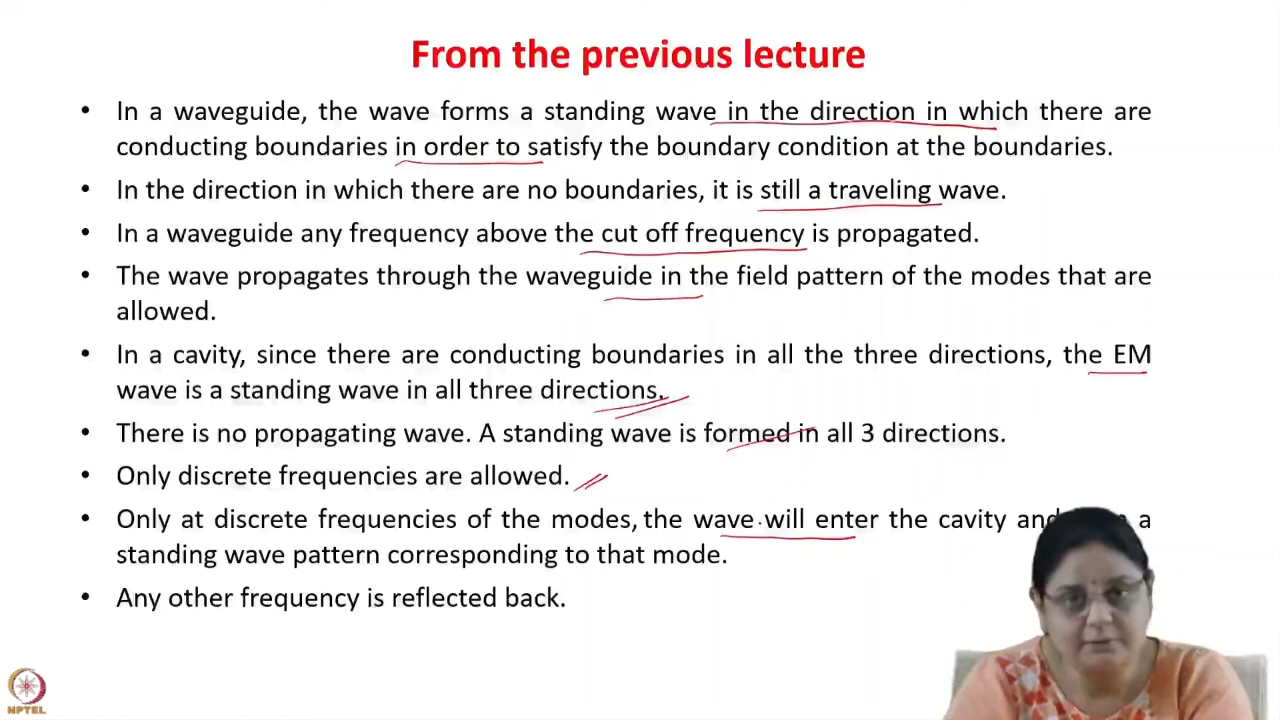 From the previous lecture
• In a waveguide, the wave forms a standing wave in the direction in which there are
conducting boundaries in order to satisfy the boundary condition at the boundaries.
• In the direction in which there are no boundaries, it is still a traveling wave.
• In a waveguide any frequency above the cut off frequency is propagated.
• The wave propagates through the waveguide in the field pattern of the modes that are
allowed.
• In a cavity, since there are conducting boundaries in all the three directions, the EM
wave is a standing wave in all three directions.
• There is no propagating wave. A standing wave is formed in all 3 directions.
• Only discrete frequencies are allowed.
• Only at discrete frequencies of the modes, the wave will enter the cavity and a
standing wave pattern corresponding to that mode.
• Any other frequency is reflected back.
NPTEL